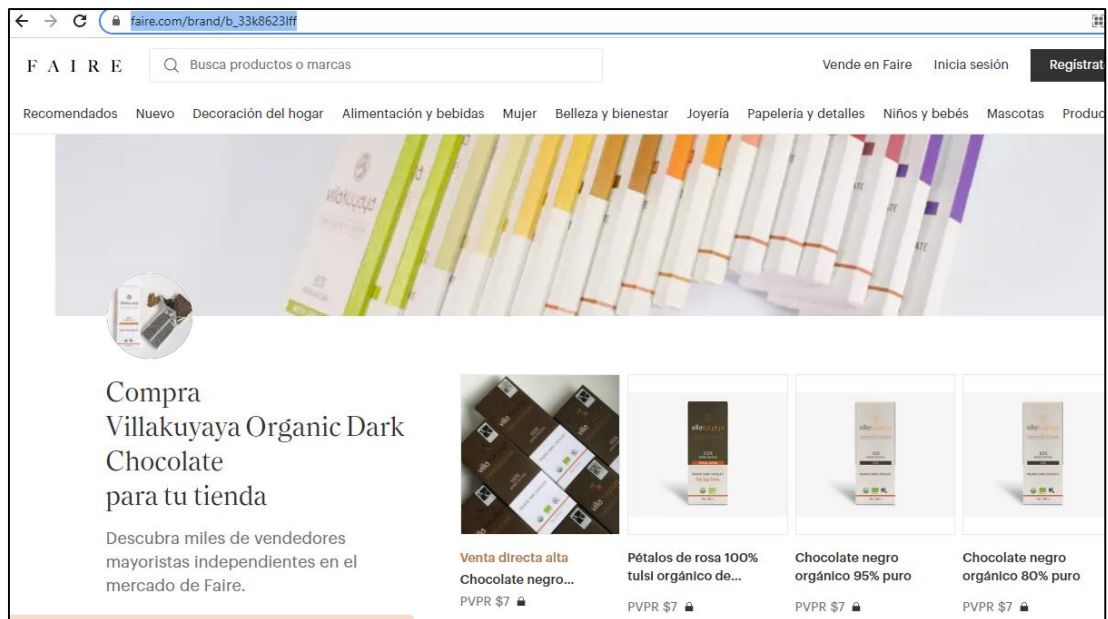 faire.com/brand/b_33k8623lff
FAIRE
Busca productos o marcas
Vende en Faire
Inicia sesión
Regístrat
Recomendados
Nuevo
Decoración del hogar
Alimentación y bebidas
Mujer
Belleza y bienestar
Joyería
Papelería y detalles
Niños y bebés
Mascotas
Produc
villakuyaya
Compra
Villakuyaya Organic Dark
Chocolate
para tu tienda
Descubra miles de vendedores
mayoristas independientes en el
mercado de Faire.
Venta directa alta
Chocolate negro...
PVPR $7
Pétalos de rosa 100%
tulsi orgánico de...
PVPR $7
Chocolate negro
orgánico 95% puro
PVPR $7
Chocolate negro
orgánico 80% puro
PVPR $7